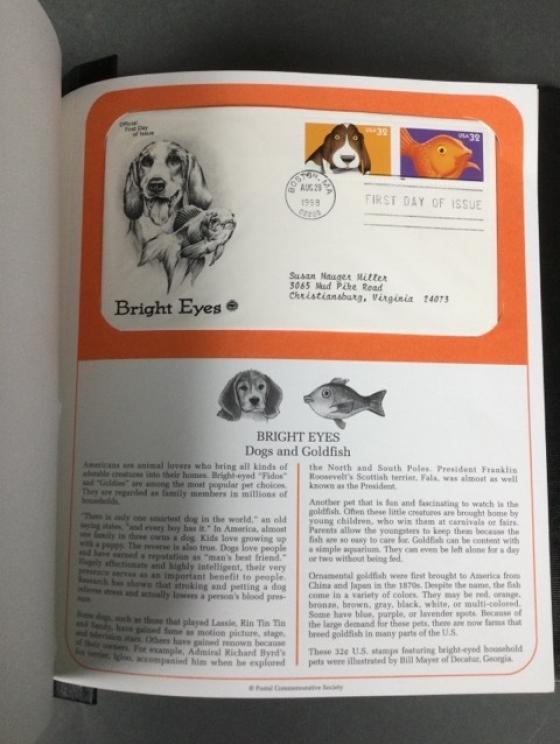 Official
First Day
of Issue
USA 32
USA 32
BOSTON, MA
AUG 20
1998
02205
FIRST DAY OF ISSUE
Susan Nauger Miller
3065 Mud Pike Road
Christiansburg, Virginia 24073
Bright Eyes
BRIGHT EYES
Dogs and Goldfish
Americans are animal lovers who bring all kinds of
adorable creatures into their homes. Bright-eyed "Fidos"
and "Goldies" are among the most popular pet choices.
They are regarded as family members in millions of
households.
"There is only one smartest dog in the world," an old
saying states, "and every boy has it." In America, almost
one family in three owns a dog. Kids love growing up
with a puppy. The reverse is also true. Dogs love people
and have earned a reputation as "man's best friend."
Hugely affectionate and highly intelligent, their very
presence serves as an important benefit to people.
Research has shown that stroking and petting a dog
relieves stress and actually lowers a person's blood pres-
sure.
Some dogs, such as those that played Lassie, Rin Tin Tin
and Sandy, have gained fame as motion picture, stage,
and television stars. Others have gained renown because
of their owners. For example, Admiral Richard Byrd's
fox terrier, Igloo, accompanied him when he explored
the North and South Poles. President Franklin
Roosevelt's Scottish terrier, Fala, was almost as well
known as the President.
Another pet that is fun and fascinating to watch is the
goldfish. Often these little creatures are brought home by
young children, who win them at carnivals or fairs.
Parents allow the youngsters to keep them because the
fish are so easy to care for. Goldfish can be content with
a simple aquarium. They can even be left alone for a day
or two without being fed.
Ornamental goldfish were first brought to America from
China and Japan in the 1870s. Despite the name, the fish
come in a variety of colors. They may be red, orange,
bronze, brown, gray, black, white, or multi-colored.
Some have blue, purple, or lavender spots. Because of
the large demand for these pets, there are now farms that
breed goldfish in many parts of the U.S.
These 32¢ U.S. stamps featuring bright-eyed household
pets were illustrated by Bill Mayer of Decatur, Georgia.
© Postal Commemorative Society